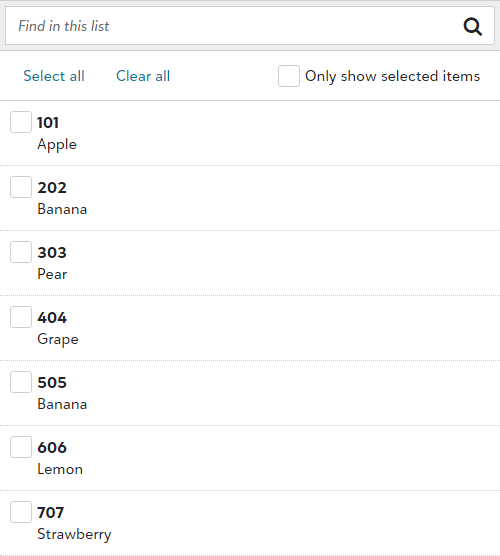 Find in this list
Select all Clear all Only show selected items
101
Apple
202
Banana
303
Pear
404
Grape
505
Banana
606
Lemon
707
Strawberry